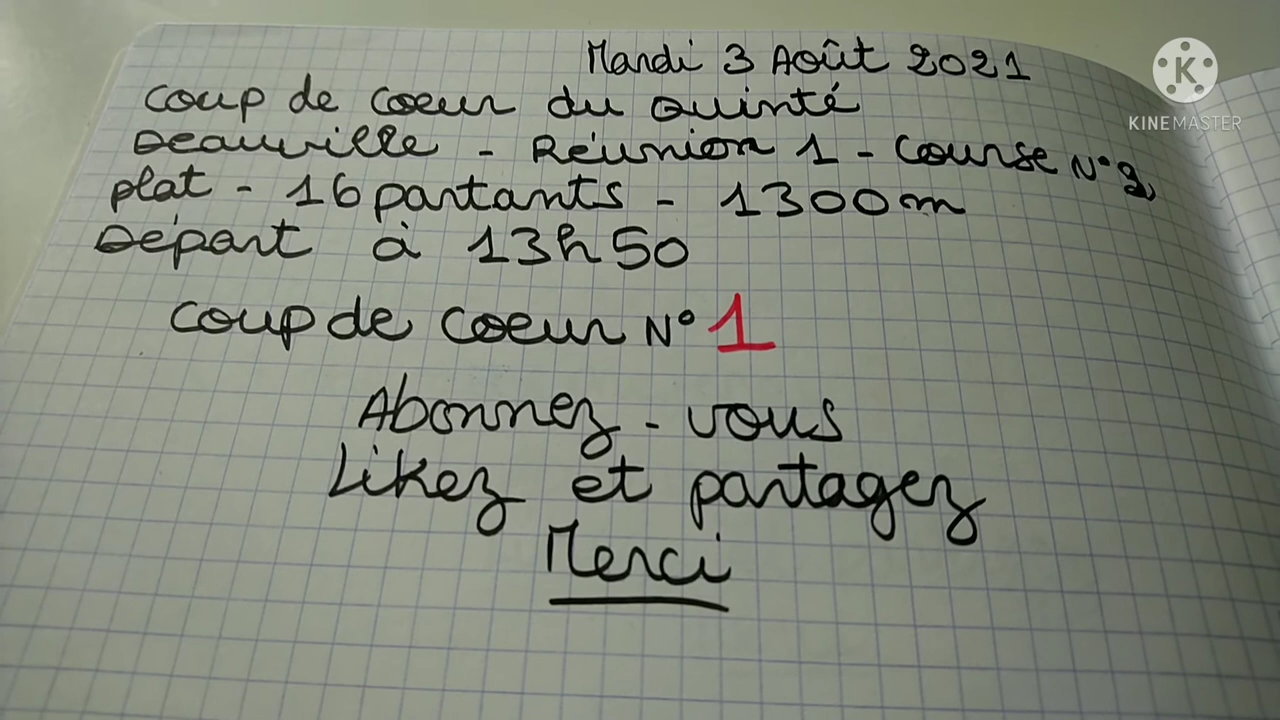 Mardi 3 Août 2021
Coup de coeur du Quinté
Deauville - Réunion 1 - Course N°2
plat - 16 partants - 1300m
Départ à 13h50
Coup de coeur N° 1
Abonnez-vous
Likez et partagez
Merci
KINEMASTER